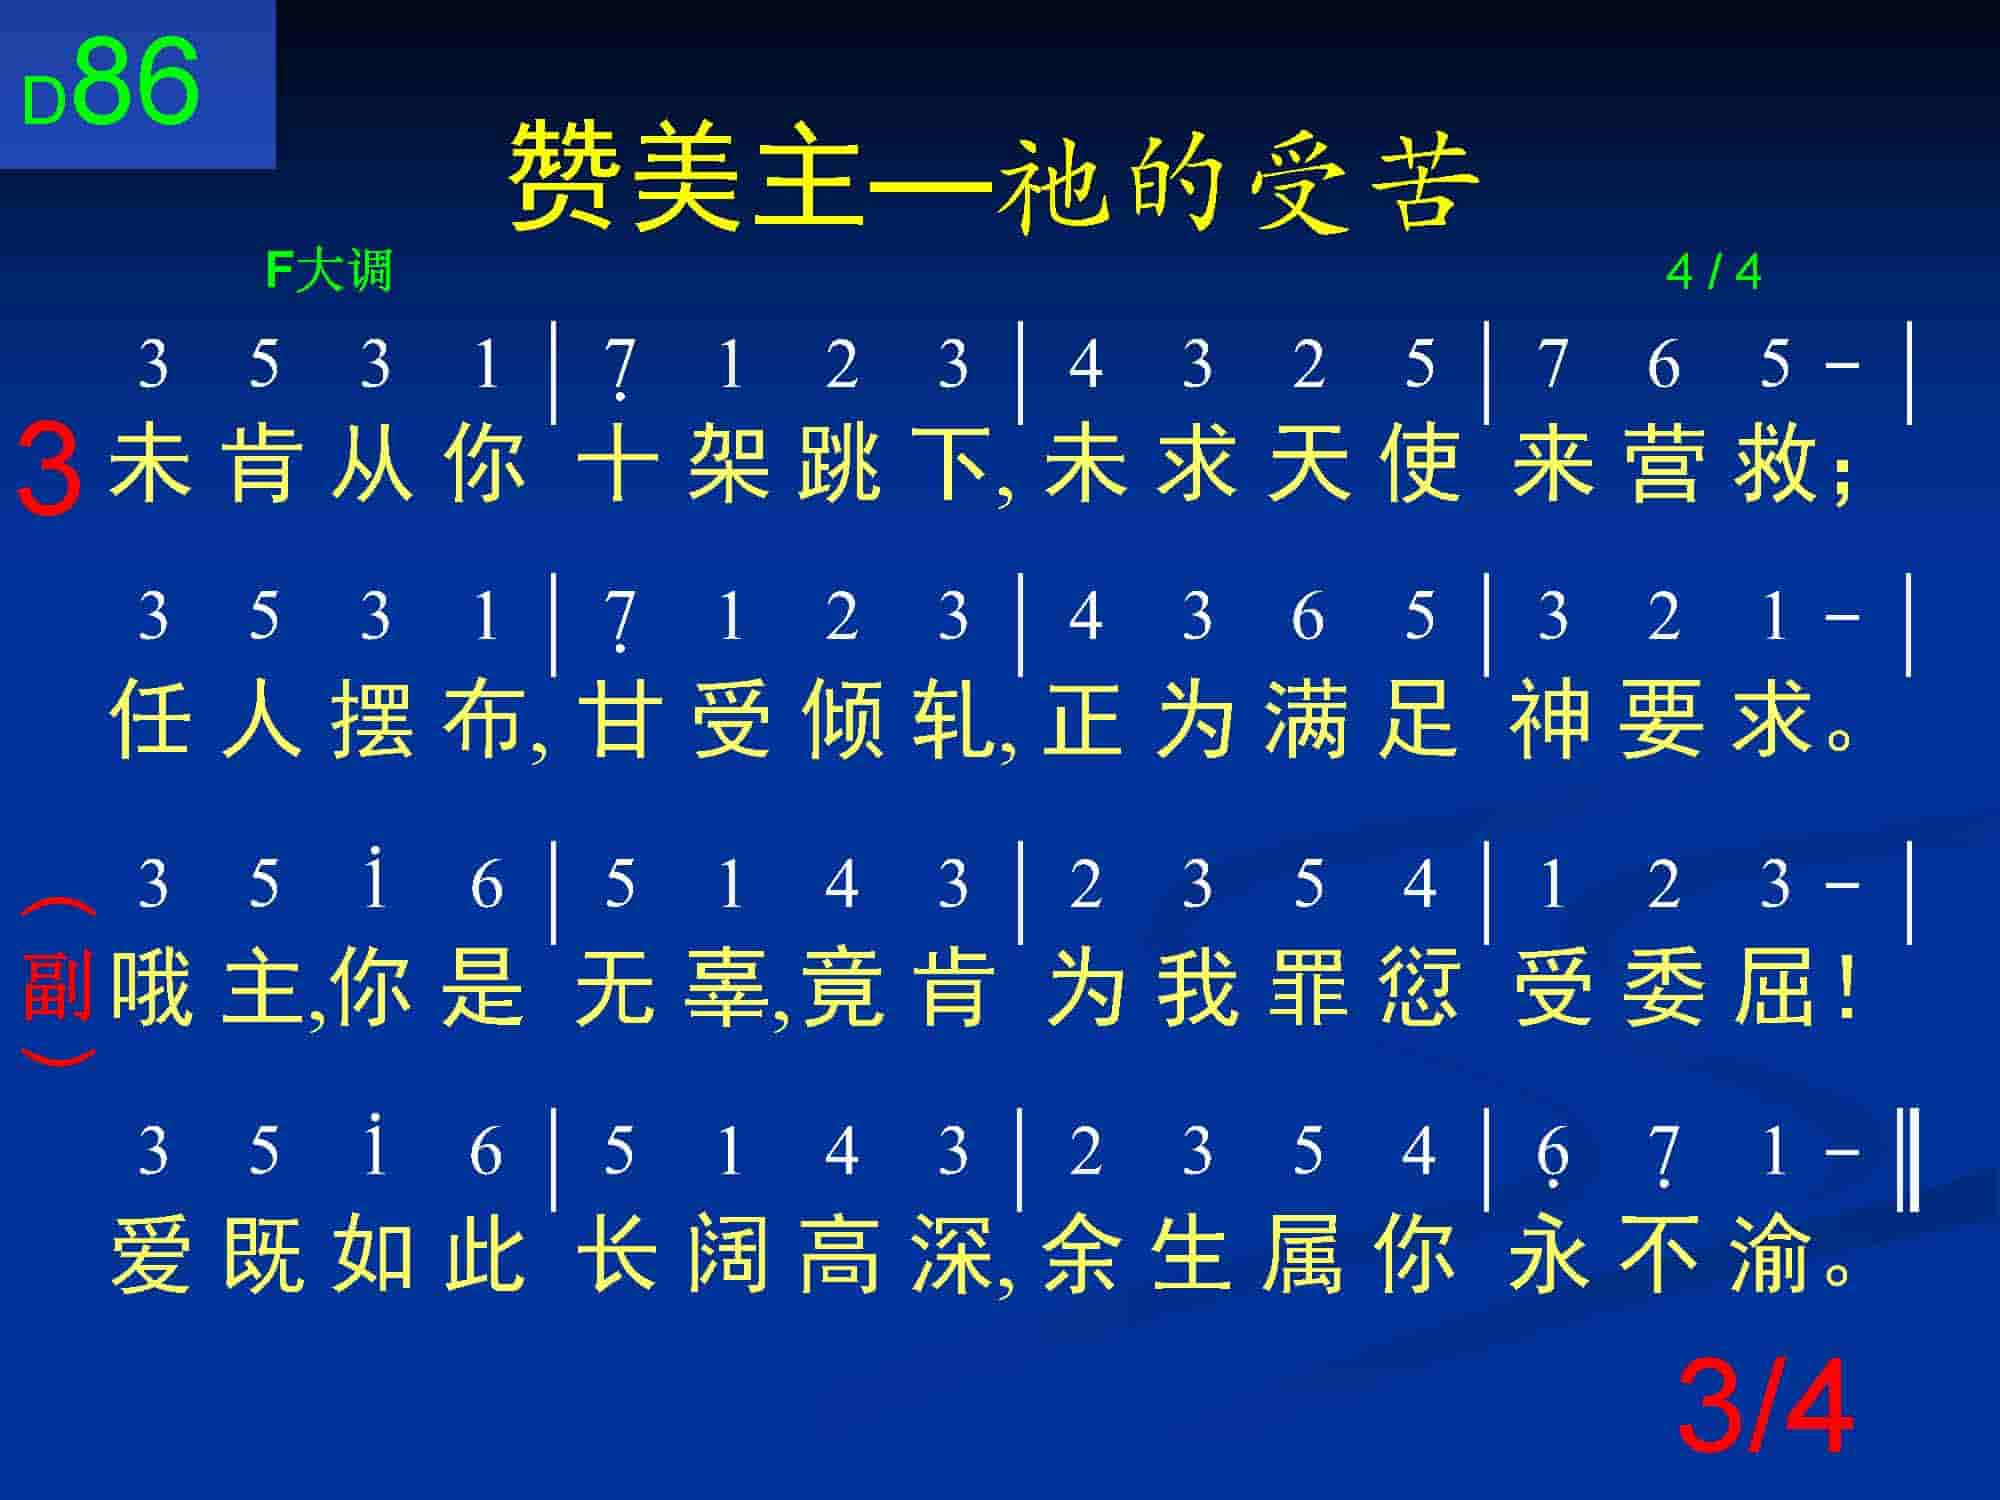 D86
赞美主—祂的受苦
F大调 4 / 4
3 5 3 1 | 7̣ 1 2 3 | 4 3 2 5 | 7 6 5 – |
3 未肯从你 十架跳下, 未求天使 来营救；
3 5 3 1 | 7̣ 1 2 3 | 4 3 6 5 | 3 2 1 – |
任人摆布, 甘受倾轧, 正为满足 神要求。
3 5 1̇ 6 | 5 1 4 3 | 2 3 5 4 | 1 2 3 – |
（副） 哦主,你是 无辜,竟肯 为我罪愆 受委屈！
3 5 1̇ 6 | 5 1 4 3 | 2 3 5 4 | 6̣ 7̣ 1 – ‖
爱既如此 长阔高深, 余生属你 永不渝。
3/4